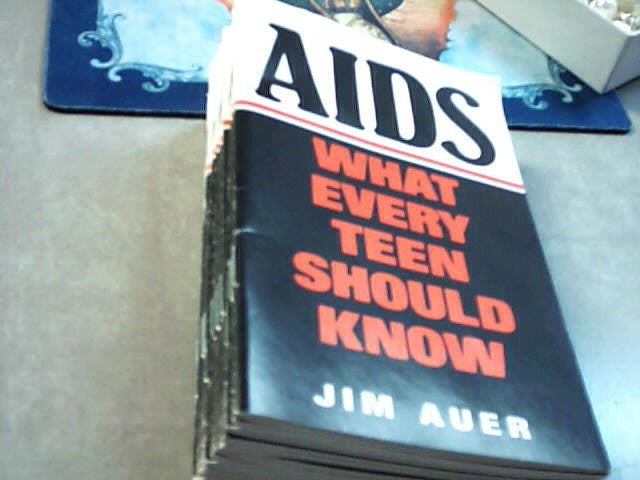 AIDS
WHAT
EVERY
TEEN
SHOULD
KNOW
JIM AUER